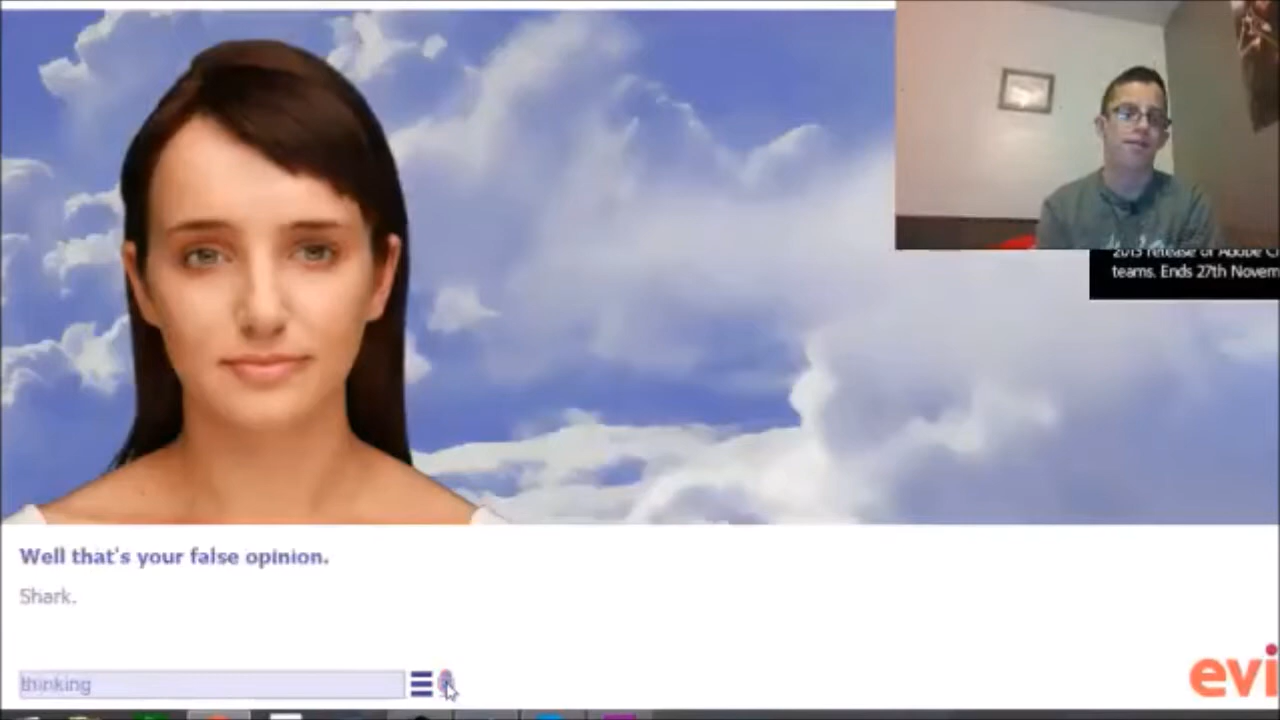 teams. Ends 27th Novem
Well that's your false opinion.
Shark.
thinking
evi